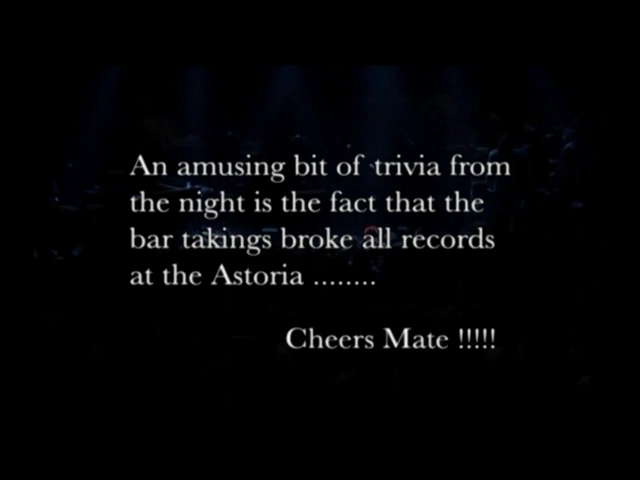 An amusing bit of trivia from
the night is the fact that the
bar takings broke all records
at the Astoria ........
Cheers Mate !!!!!